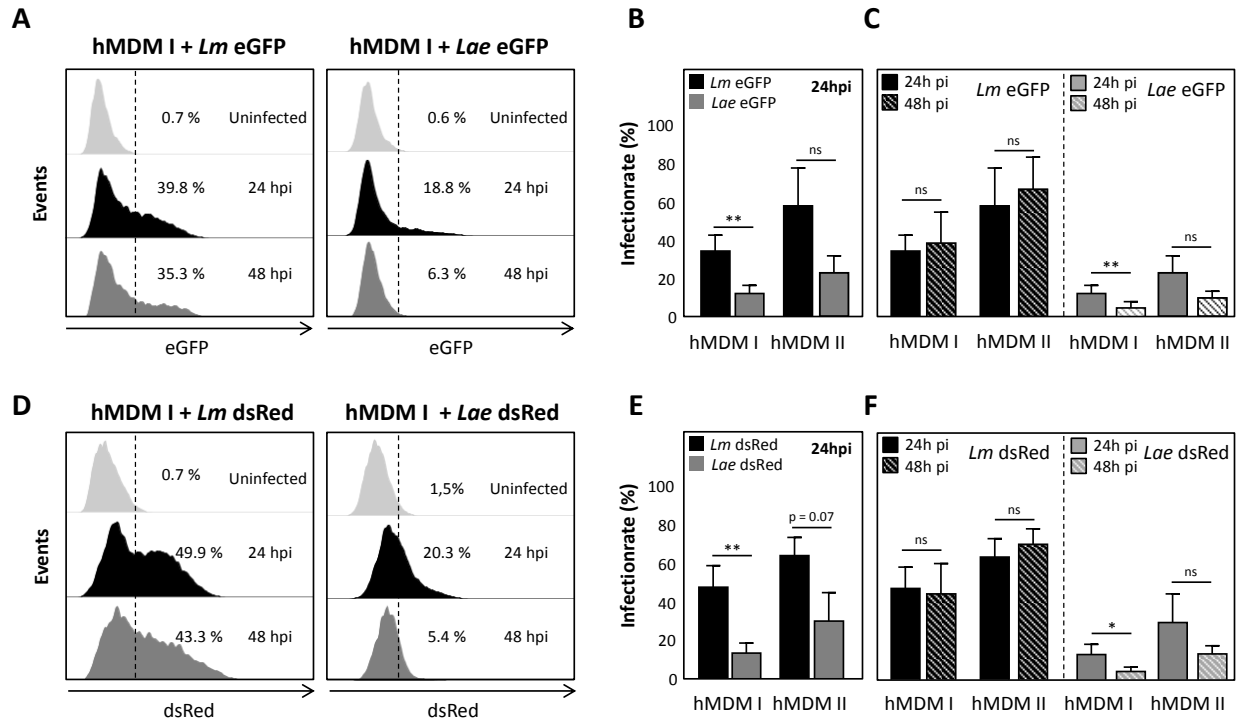 A
hMDM I + Lm eGFP
hMDM I + Lae eGFP
Events
0.7 % Uninfected
39.8 % 24 hpi
35.3 % 48 hpi
eGFP
0.6 % Uninfected
18.8 % 24 hpi
6.3 % 48 hpi
eGFP
B
Lm eGFP
Lae eGFP
24hpi
Infectionrate (%)
100
80
60
40
20
0
**
ns
hMDM I hMDM II
C
24h pi
48h pi
Lm eGFP
24h pi
48h pi
Lae eGFP
ns
ns
**
ns
hMDM I hMDM II hMDM I hMDM II
D
hMDM I + Lm dsRed
hMDM I + Lae dsRed
Events
0.7 % Uninfected
49.9 % 24 hpi
43.3 % 48 hpi
dsRed
1,5% Uninfected
20.3 % 24 hpi
5.4 % 48 hpi
dsRed
E
Lm dsRed
Lae dsRed
24hpi
Infectionrate (%)
100
80
60
40
20
0
**
p = 0.07
hMDM I hMDM II
F
24h pi
48h pi
Lm dsRed
24h pi
48h pi
Lae dsRed
ns
ns
*
ns
hMDM I hMDM II hMDM I hMDM II